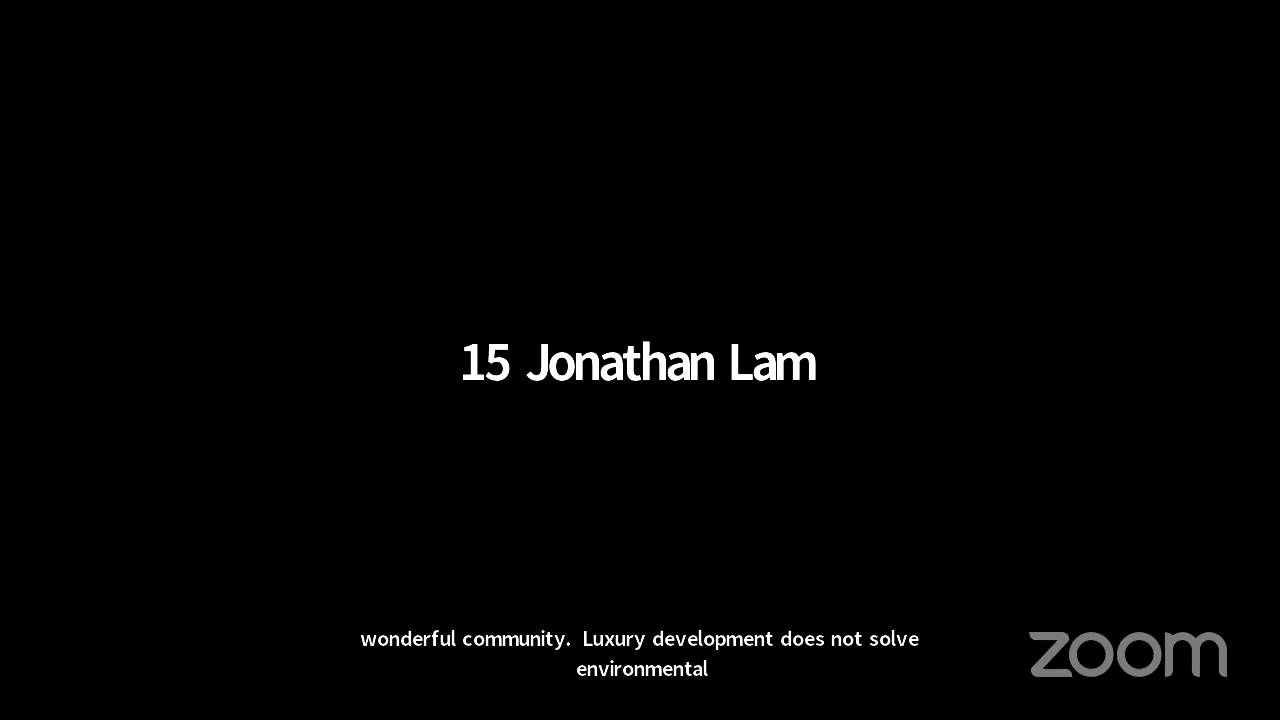 15 Jonathan Lam
wonderful community.  Luxury development does not solve
environmental
zoom